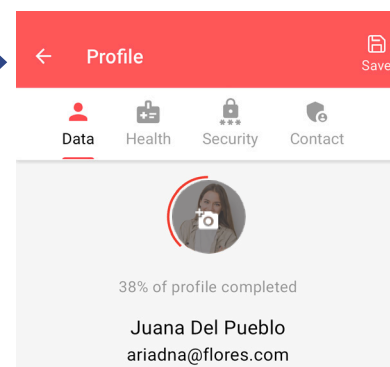 Profile
Save
Data Health Security Contact
38% of profile completed
Juana Del Pueblo
ariadna@flores.com